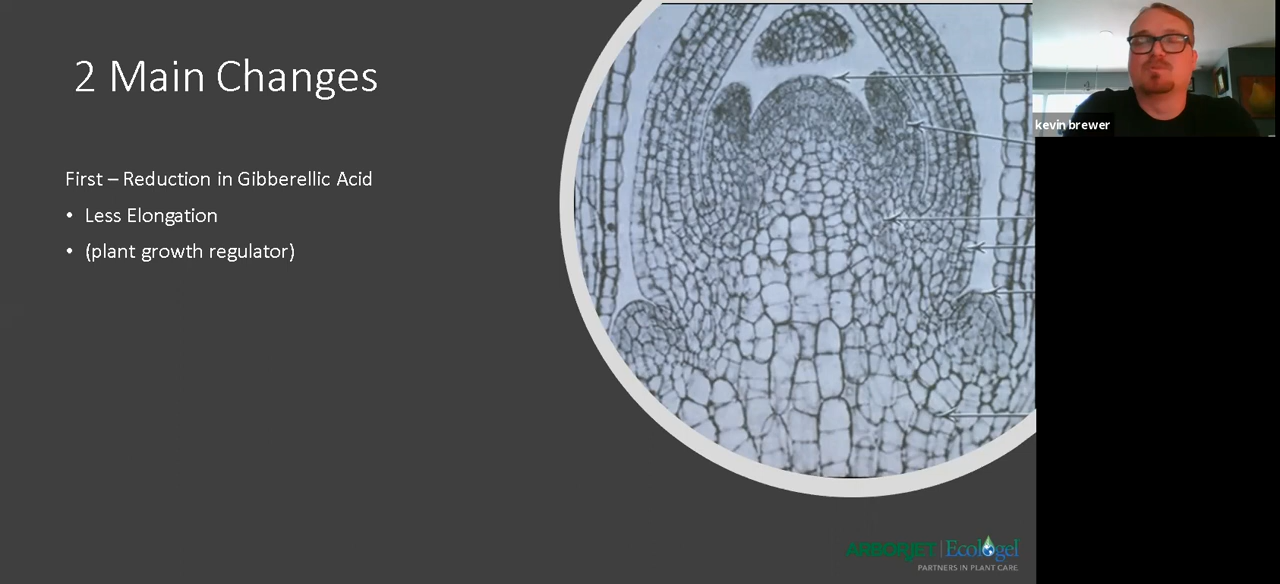 2 Main Changes
First – Reduction in Gibberellic Acid
• Less Elongation
• (plant growth regulator)
kevin brewer
ARBORJET | Ecologel
PARTNERS IN PLANT CARE